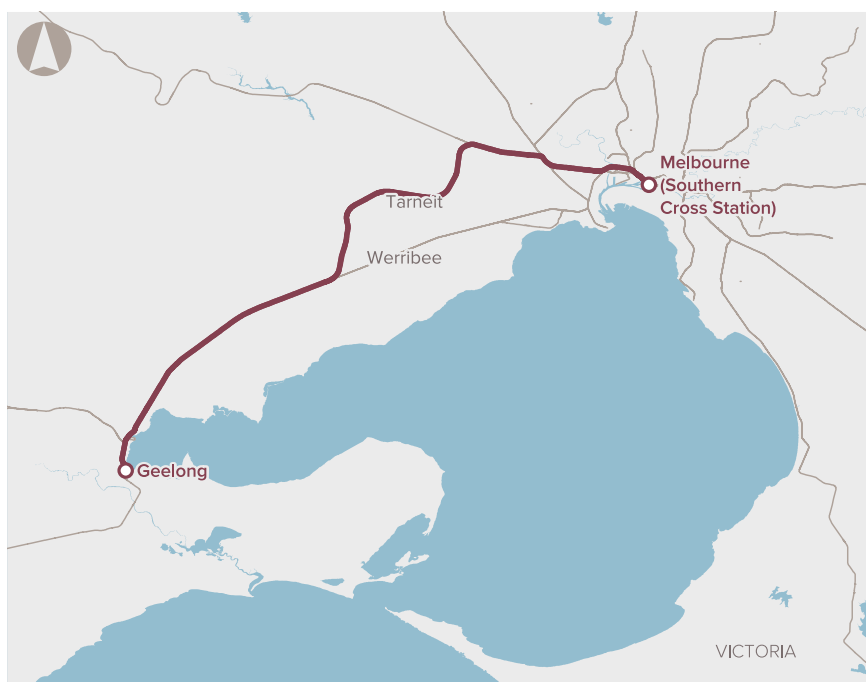 Melbourne
(Southern
Cross Station)
Tarneit
Werribee
Geelong
VICTORIA